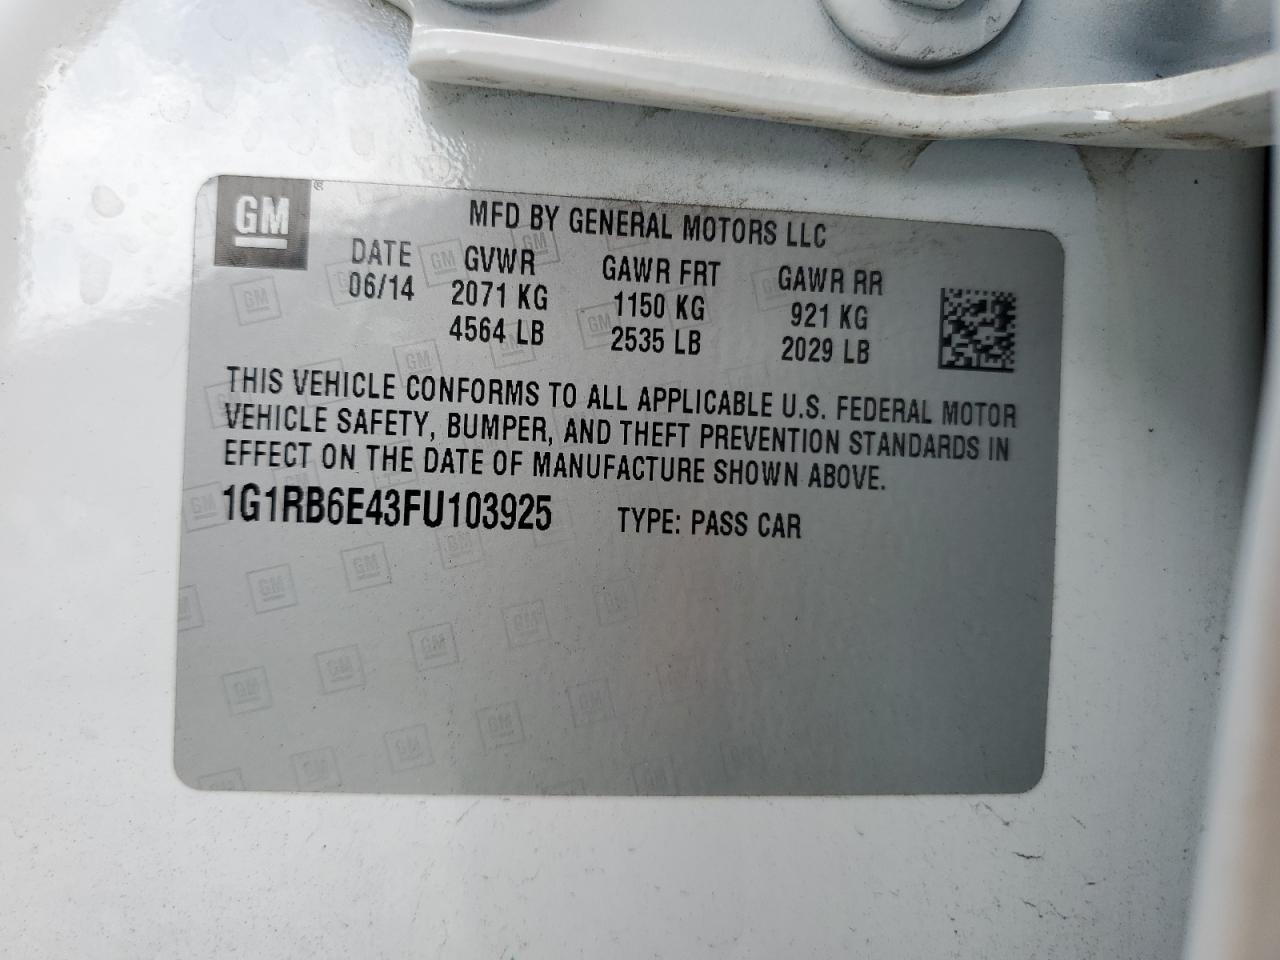 GM
MFD BY GENERAL MOTORS LLC
DATE GVWR GAWR FRT GAWR RR
06/14 2071 KG 1150 KG 921 KG
4564 LB 2535 LB 2029 LB
THIS VEHICLE CONFORMS TO ALL APPLICABLE U.S. FEDERAL MOTOR
VEHICLE SAFETY, BUMPER, AND THEFT PREVENTION STANDARDS IN
EFFECT ON THE DATE OF MANUFACTURE SHOWN ABOVE.
1G1RB6E43FU103925 TYPE: PASS CAR